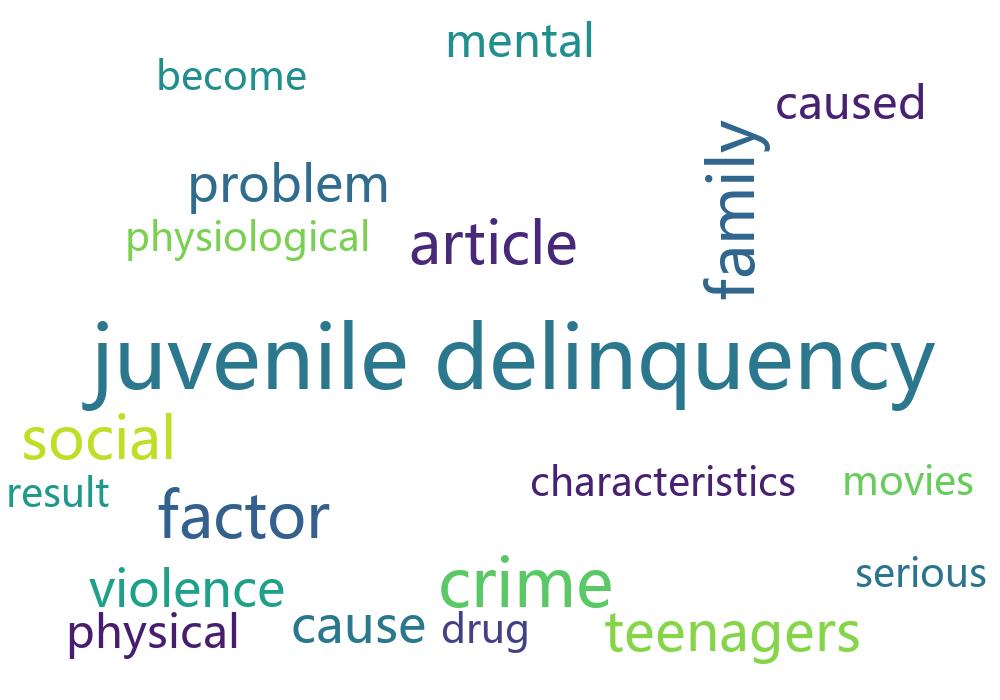 mental
become
caused
family
problem
physiological
article
juvenile delinquency
social
result
characteristics
movies
factor
violence
crime
serious
physical
cause
drug
teenagers